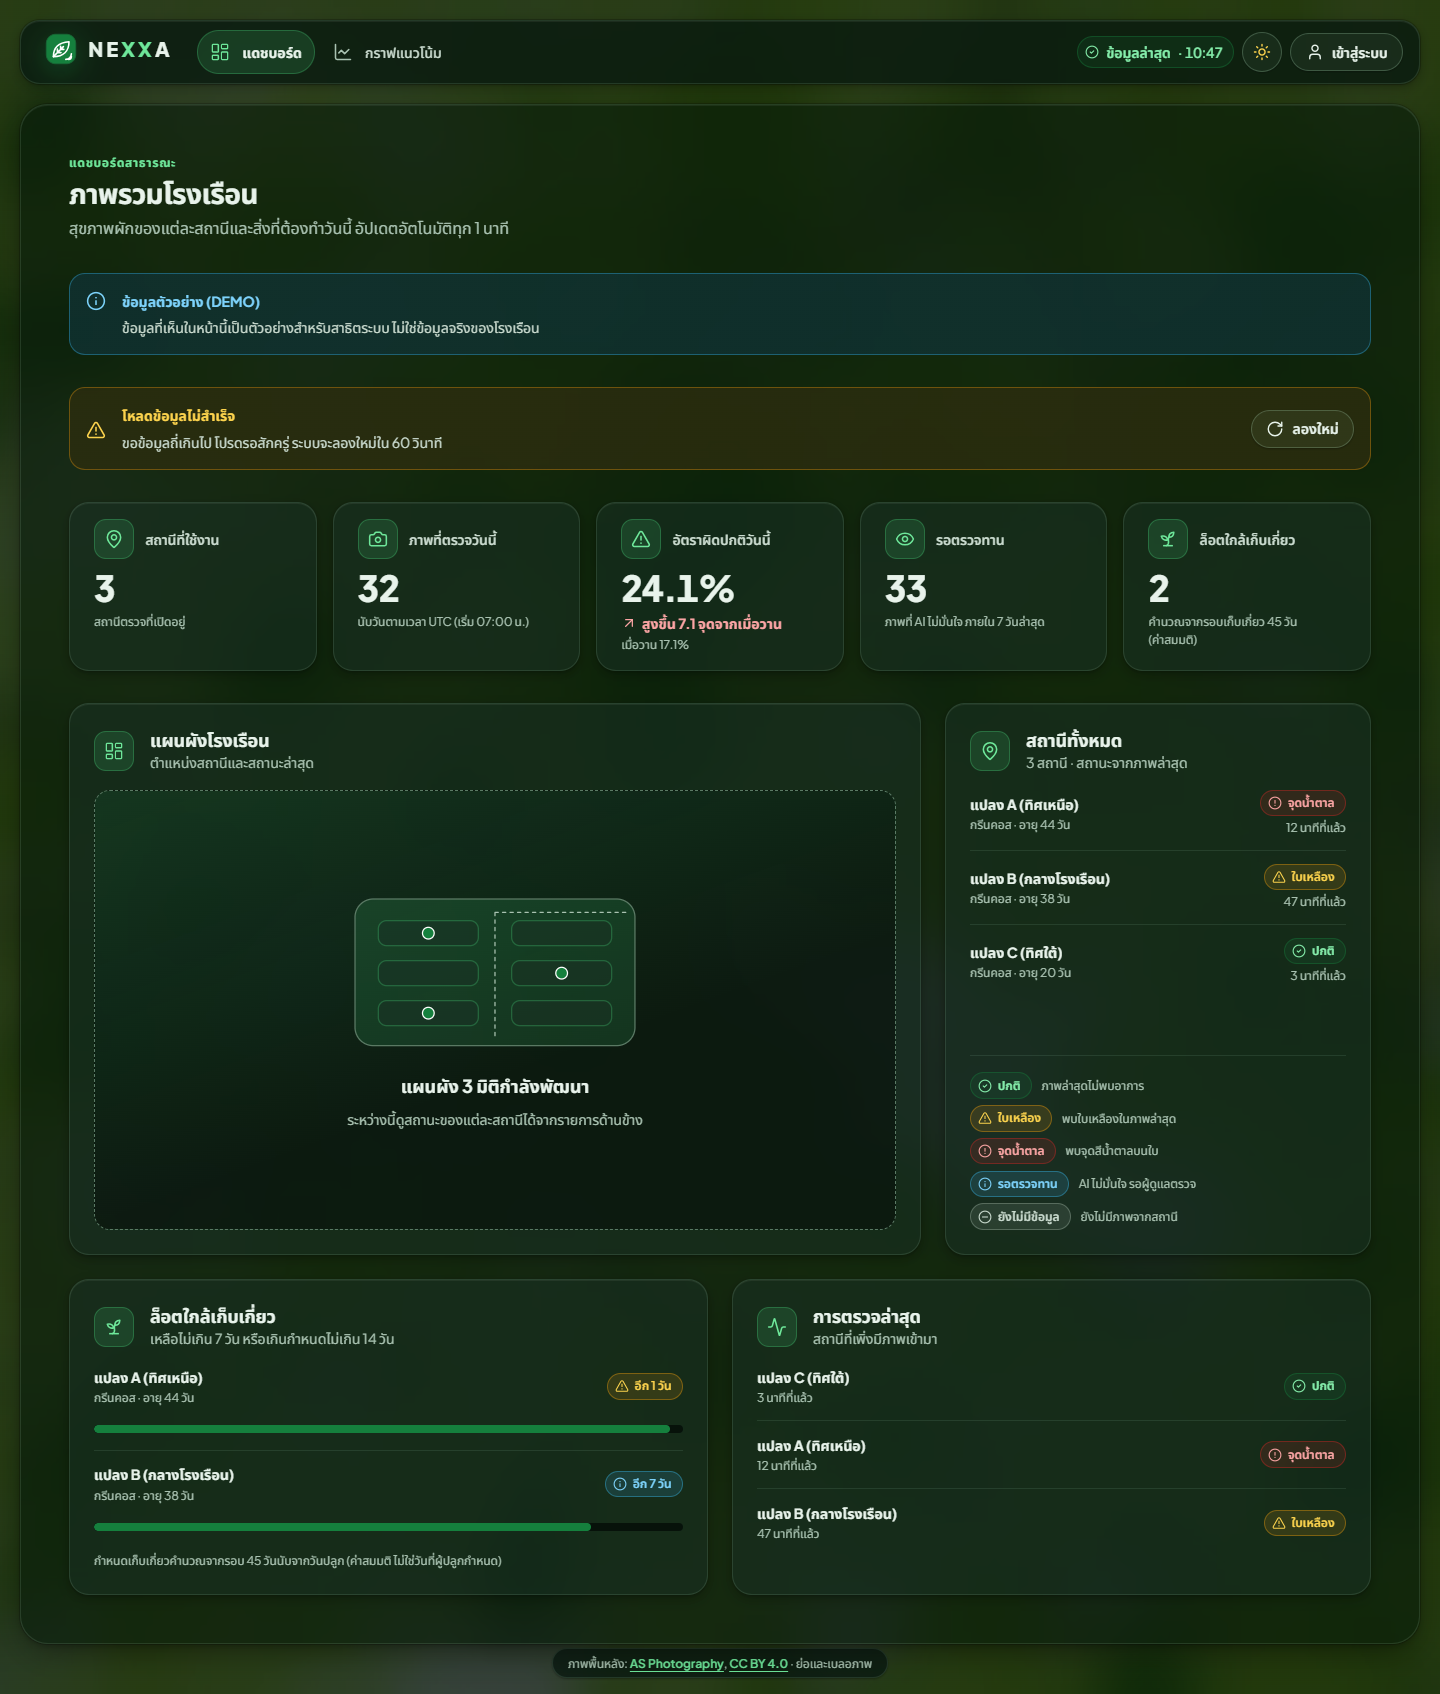 NEXXA
แดชบอร์ด
กราฟแนวโน้ม
ข้อมูลล่าสุด · 10:47
เข้าสู่ระบบ
แดชบอร์ดสาธารณะ
ภาพรวมโรงเรือน
สุขภาพผักของแต่ละสถานีและสิ่งที่ต้องทำวันนี้ อัปเดตอัตโนมัติทุก 1 นาที
ข้อมูลตัวอย่าง (DEMO)
ข้อมูลที่เห็นในหน้านี้เป็นตัวอย่างสำหรับสาธิตระบบ ไม่ใช่ข้อมูลจริงของโรงเรือน
โหลดข้อมูลไม่สำเร็จ
ขอข้อมูลถี่เกินไป โปรดรอสักครู่ ระบบจะลองใหม่ใน 60 วินาที
ลองใหม่
สถานีที่ใช้งาน
3
สถานีตรวจที่เปิดอยู่
ภาพที่ตรวจวันนี้
32
นับวันตามเวลา UTC (เริ่ม 07:00 น.)
อัตราผิดปกติวันนี้
24.1%
สูงขึ้น 7.1 จุดจากเมื่อวาน
เมื่อวาน 17.1%
รอตรวจทาน
33
ภาพที่ AI ไม่มั่นใจ ภายใน 7 วันล่าสุด
ล็อตใกล้เก็บเกี่ยว
2
คำนวณจากรอบเก็บเกี่ยว 45 วัน
(ค่าสมมติ)
แผนผังโรงเรือน
ตำแหน่งสถานีและสถานะล่าสุด
แผนผัง 3 มิติกำลังพัฒนา
ระหว่างนี้ดูสถานะของแต่ละสถานีได้จากรายการด้านข้าง
สถานีทั้งหมด
3 สถานี · สถานะจากภาพล่าสุด
แปลง A (ทิศเหนือ)
กรีนคอส · อายุ 44 วัน
จุดน้ำตาล
12 นาทีที่แล้ว
แปลง B (กลางโรงเรือน)
กรีนคอส · อายุ 38 วัน
ใบเหลือง
47 นาทีที่แล้ว
แปลง C (ทิศใต้)
กรีนคอส · อายุ 20 วัน
ปกติ
3 นาทีที่แล้ว
ปกติ ภาพล่าสุดไม่พบอาการ
ใบเหลือง พบใบเหลืองในภาพล่าสุด
จุดน้ำตาล พบจุดสีน้ำตาลบนใบ
รอตรวจทาน AI ไม่มั่นใจ รอผู้ดูแลตรวจ
ยังไม่มีข้อมูล ยังไม่มีภาพจากสถานี
ล็อตใกล้เก็บเกี่ยว
เหลือไม่เกิน 7 วัน หรือเกินกำหนดไม่เกิน 14 วัน
แปลง A (ทิศเหนือ)
กรีนคอส · อายุ 44 วัน
อีก 1 วัน
แปลง B (กลางโรงเรือน)
กรีนคอส · อายุ 38 วัน
อีก 7 วัน
กำหนดเก็บเกี่ยวคำนวณจากรอบ 45 วันนับจากวันปลูก (ค่าสมมติ ไม่ใช่วันที่ผู้ปลูกกำหนด)
การตรวจล่าสุด
สถานีที่เพิ่งมีภาพเข้ามา
แปลง C (ทิศใต้)
3 นาทีที่แล้ว
ปกติ
แปลง A (ทิศเหนือ)
12 นาทีที่แล้ว
จุดน้ำตาล
แปลง B (กลางโรงเรือน)
47 นาทีที่แล้ว
ใบเหลือง
ภาพพื้นหลัง: AS Photography, CC BY 4.0 · ย่อและเบลอภาพ